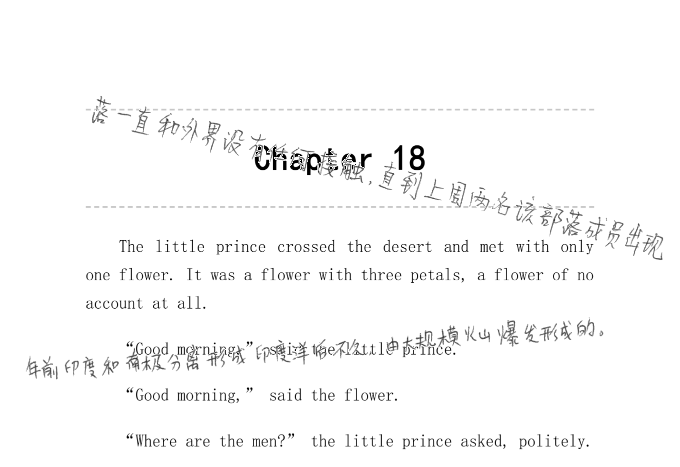 落一直和外界没有任何接触,直到上周两名该部落成员出现
Chapter 18
The little prince crossed the desert and met with only
one flower. It was a flower with three petals, a flower of no
account at all.
“Good morning,” said the little prince.
年前印度和南极分离形成印度洋后不久,由大规模火山爆发形成的。
“Good morning,” said the flower.
“Where are the men?” the little prince asked, politely.